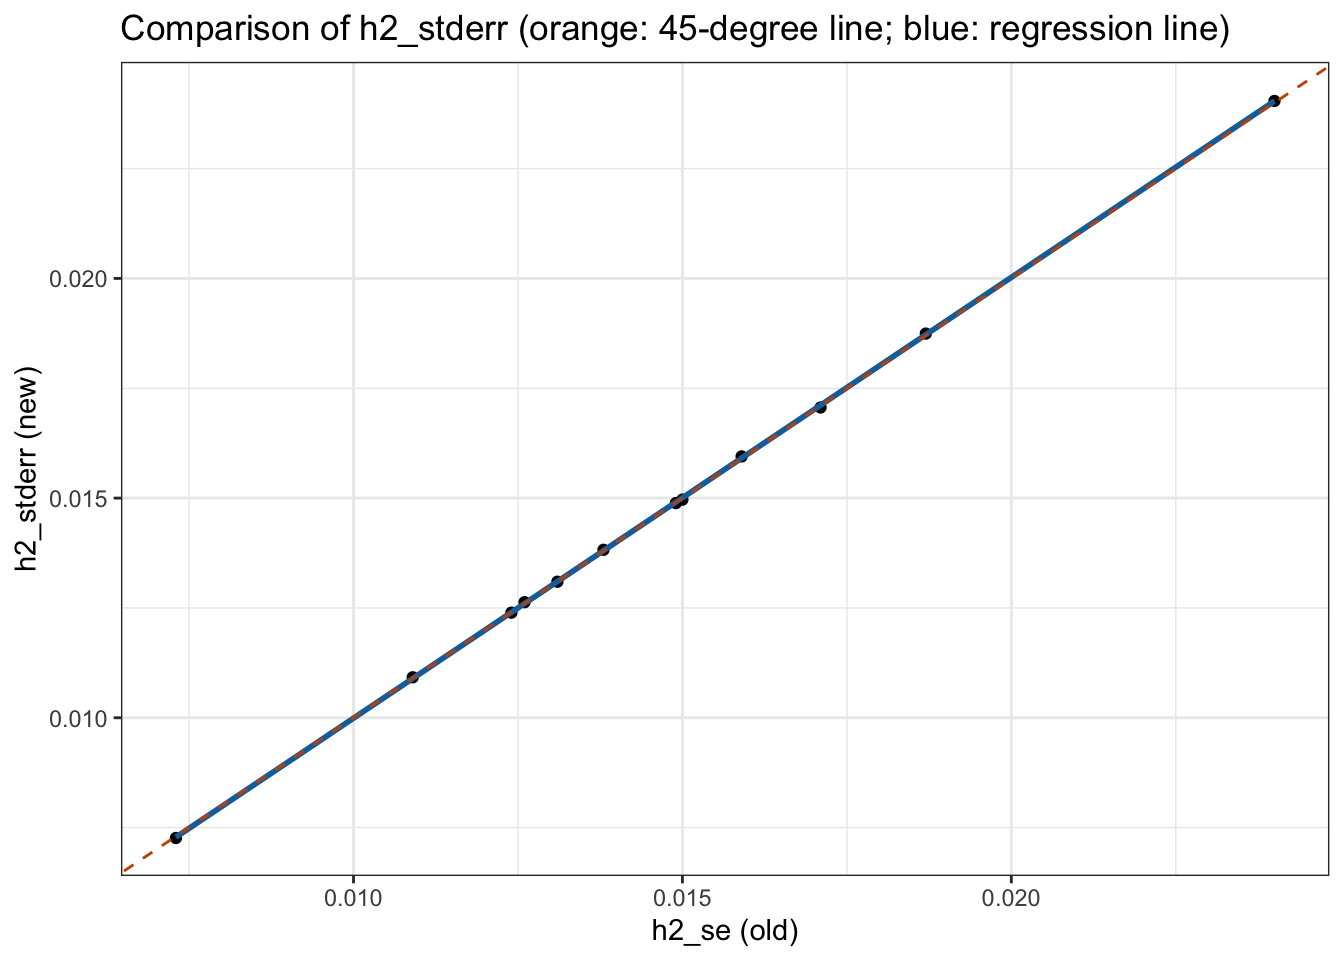 Comparison of h2_stderr (orange: 45-degree line; blue: regression line)
0.020
0.015
0.010
h2_stderr (new)
0.010 0.015 0.020
h2_se (old)